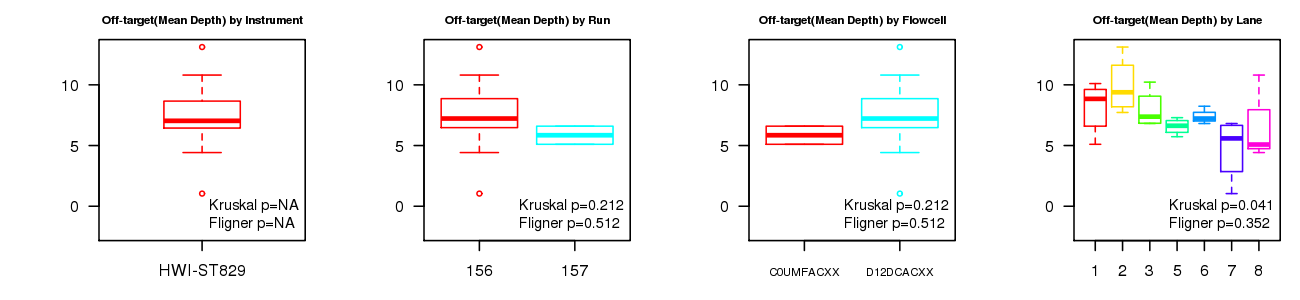 Off-target(Mean Depth) by Instrument
10
5
0
Kruskal p=NA
Fligner p=NA
HWI-ST829
Off-target(Mean Depth) by Run
10
5
0
Kruskal p=0.212
Fligner p=0.512
156 157
Off-target(Mean Depth) by Flowcell
10
5
0
Kruskal p=0.212
Fligner p=0.512
C0UMFACXX D12DCACXX
Off-target(Mean Depth) by Lane
10
5
0
Kruskal p=0.041
Fligner p=0.352
1 2 3 5 6 7 8